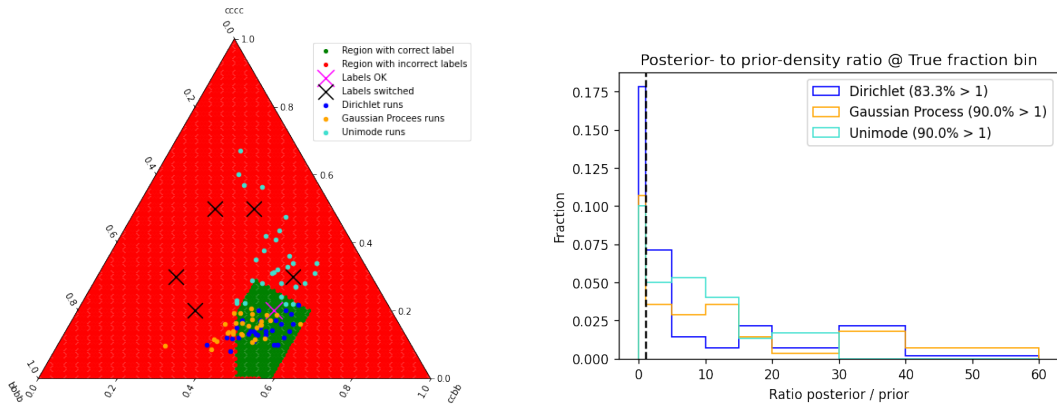 cccc
0.0
1.0
Region with correct label
Region with incorrect labels
Labels OK
Labels switched
Dirichlet runs
Gaussian Procees runs
Unimode runs
0.2
0.8
0.4
0.6
0.6
0.4
0.8
0.2
1.0
0.0
bbbb
0.0
0.2
0.4
0.6
0.8
1.0
ccbb
Posterior- to prior-density ratio @ True fraction bin
Dirichlet (83.3% > 1)
Gaussian Process (90.0% > 1)
Unimode (90.0% > 1)
Fraction
0.175
0.150
0.125
0.100
0.075
0.050
0.025
0.000
0
10
20
30
40
50
60
Ratio posterior / prior